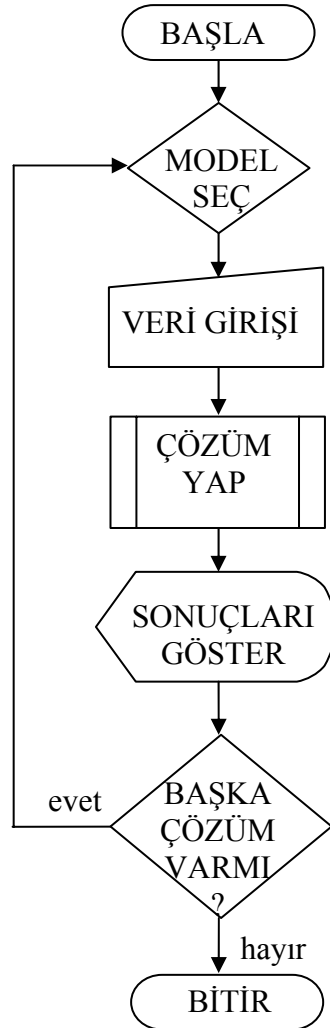 BAŞLA
MODEL
SEÇ
VERİ GİRİŞİ
ÇÖZÜM
YAP
SONUÇLARI
GÖSTER
evet
BAŞKA
ÇÖZÜM
VARMI
?
hayır
BİTİR